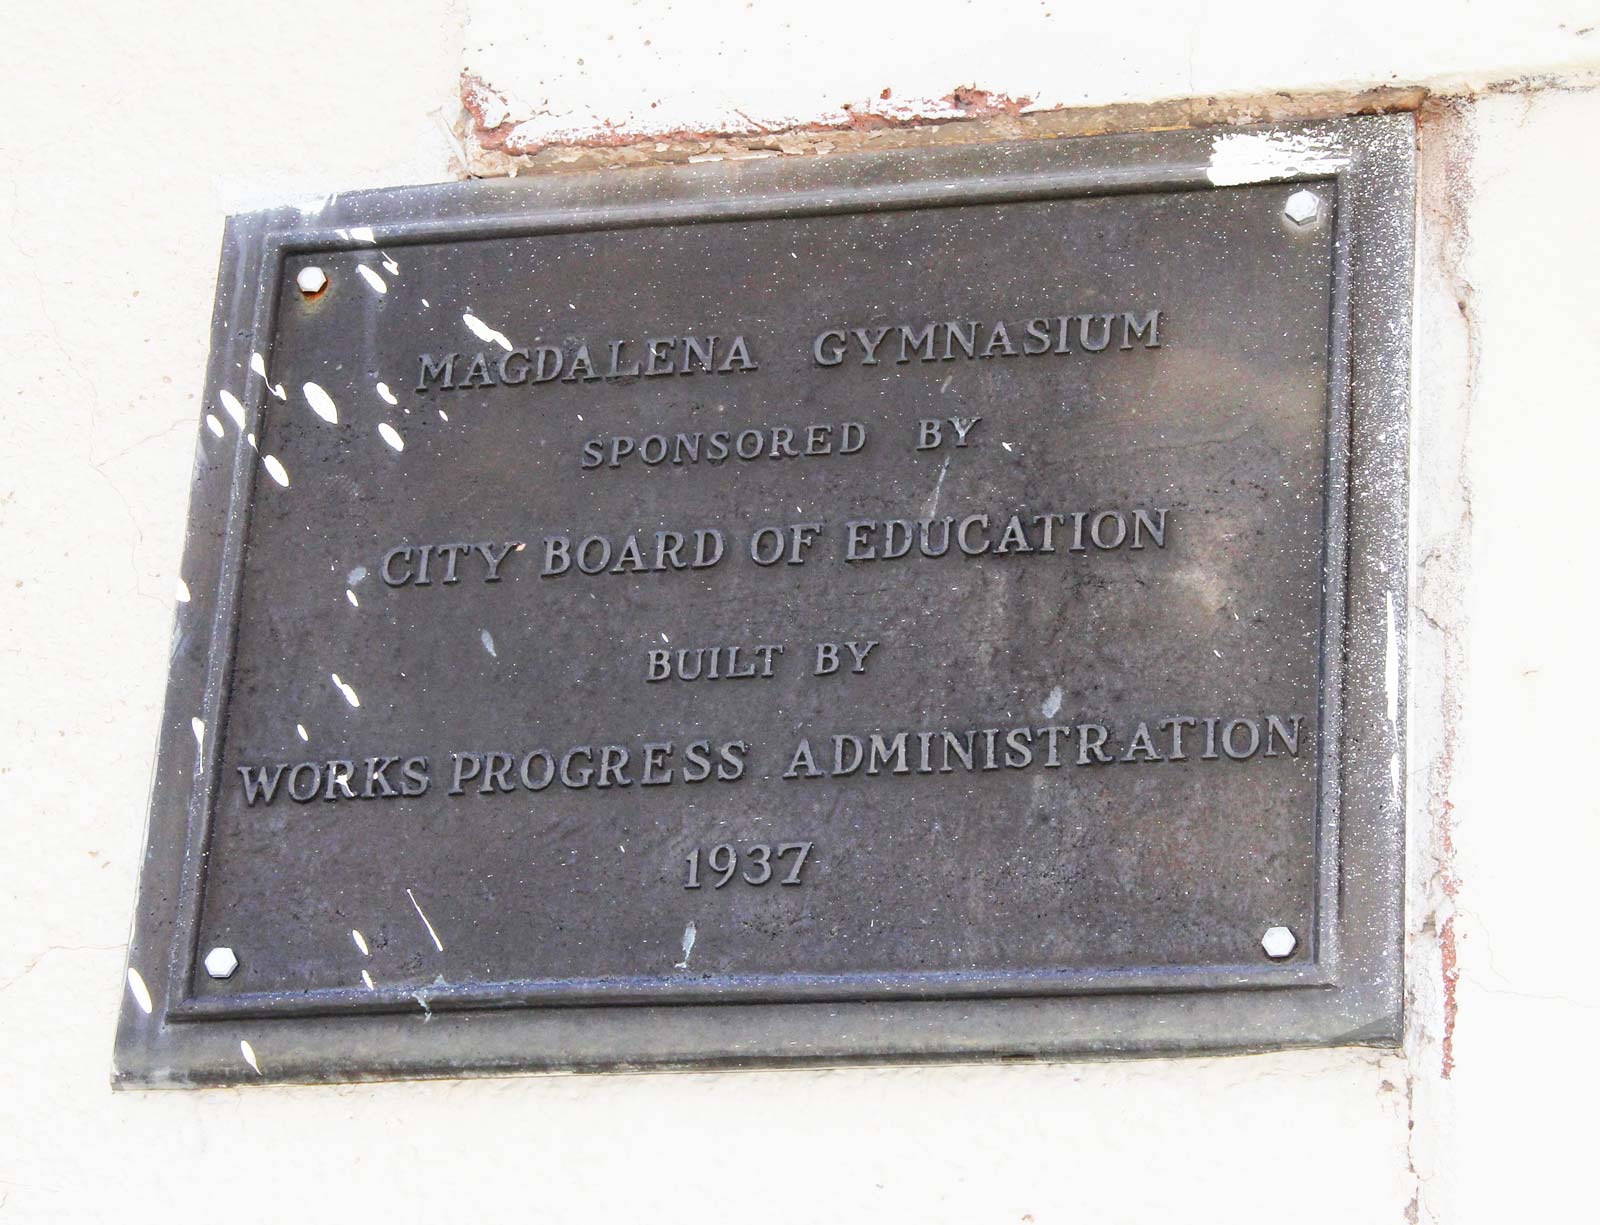 MAGDALENA GYMNASIUM
SPONSORED BY
CITY BOARD OF EDUCATION
BUILT BY
WORKS PROGRESS ADMINISTRATION
1937